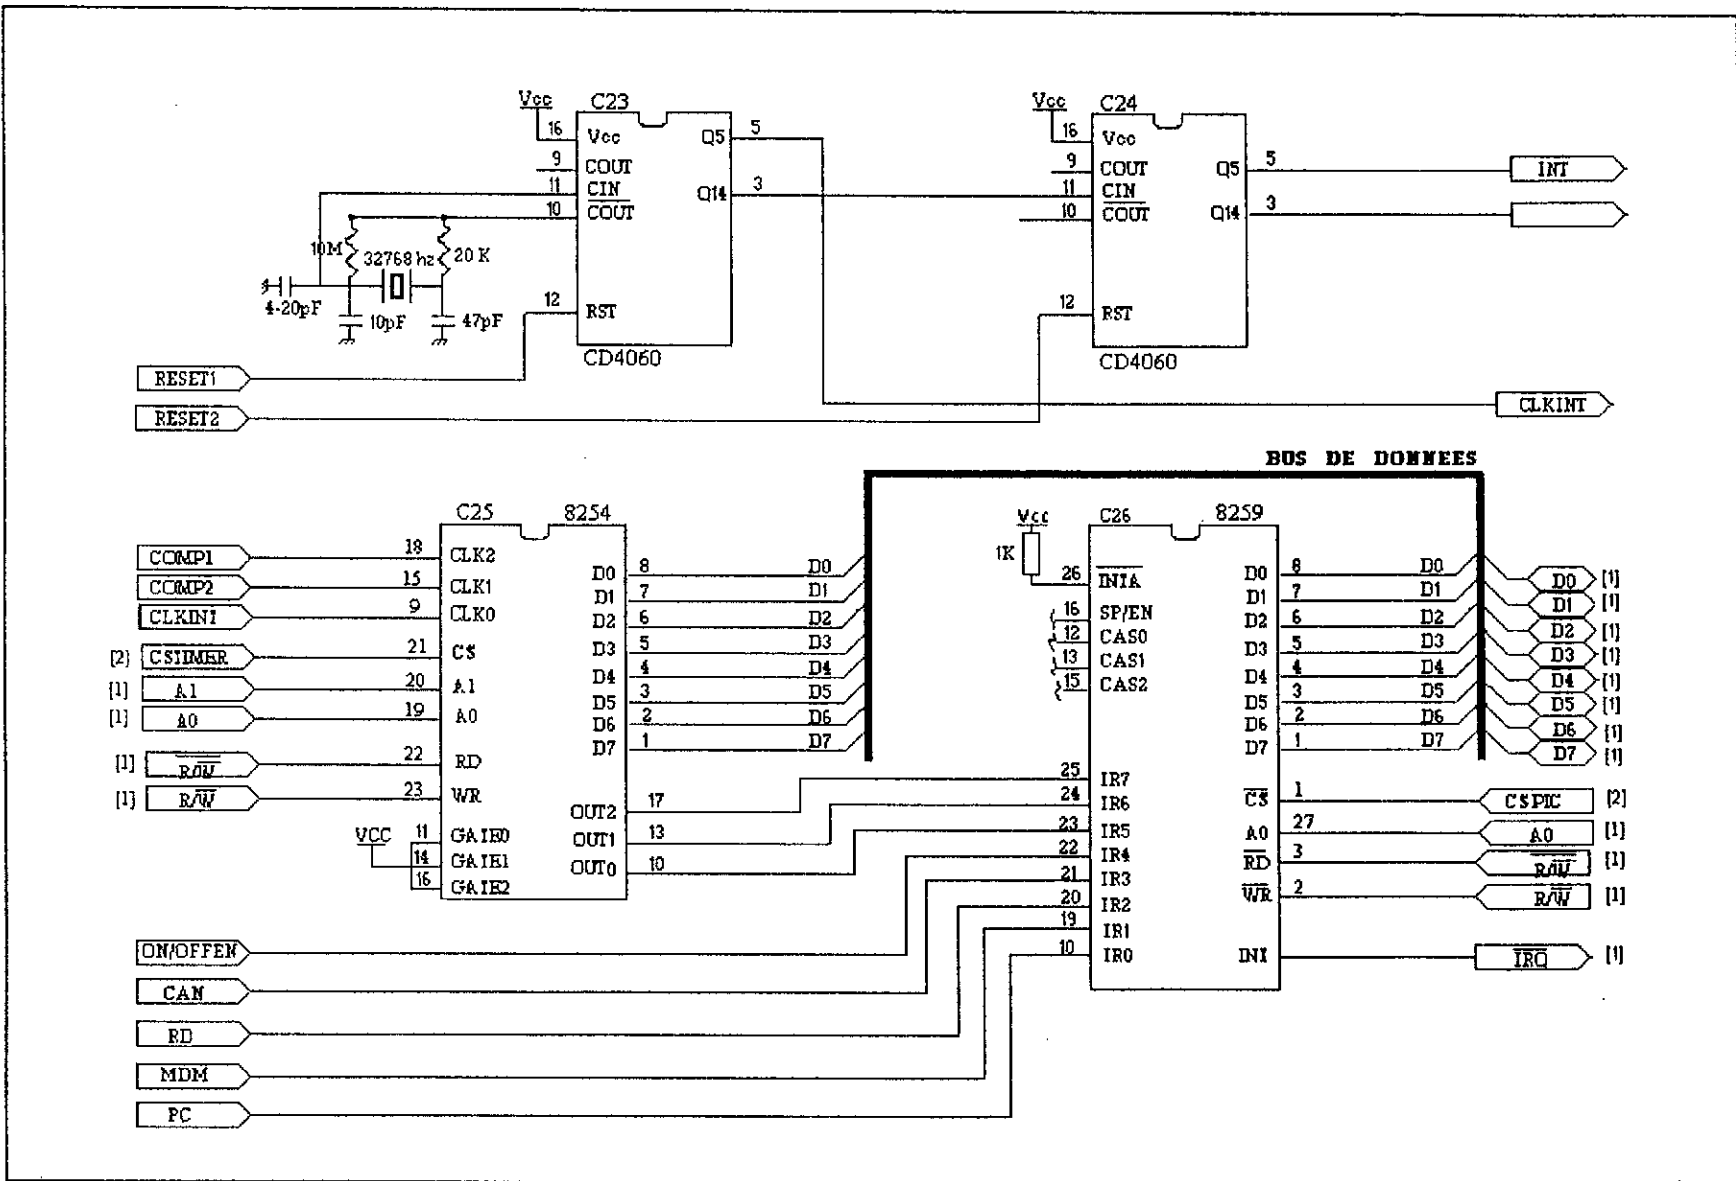 Vcc C23
16 Vcc Q5 5
9 COUT
11 CIN Q14 3
10 COUT
10M 32768 hz 20 K
4-20pF 10pF 47pF
12 RST
CD4060
Vcc C24
16 Vcc
9 COUT Q5 5 INT
11 CIN
10 COUT Q14 3
12 RST
CD4060
RESET1
RESET2
CLKINT
BUS DE DONNEES
C25 8254
COMP1 18 CLK2
COMP2 15 CLK1
CLKINT 9 CLK0
[2] CSTIMER 21 CS
[1] A1 20 A1
[1] A0 19 A0
[1] R/W 22 RD
[1] R/W 23 WR
VCC 11 GATE0
14 GATE1
16 GATE2
D0 8 D0
D1 7 D1
D2 6 D2
D3 5 D3
D4 4 D4
D5 3 D5
D6 2 D6
D7 1 D7
OUT2 17
OUT1 13
OUT0 10
Vcc C26 8259
1K
26 INTA
16 SP/EN
12 CAS0
13 CAS1
15 CAS2
25 IR7
24 IR6
23 IR5
22 IR4
21 IR3
20 IR2
19 IR1
10 IR0
D0 8 D0 D0 [1]
D1 7 D1 D1 [1]
D2 6 D2 D2 [1]
D3 5 D3 D3 [1]
D4 4 D4 D4 [1]
D5 3 D5 D5 [1]
D6 2 D6 D6 [1]
D7 1 D7 D7 [1]
CS 1 CSPIC [2]
A0 27 A0 [1]
RD 3 R/W [1]
WR 2 R/W [1]
INT IRQ [1]
ON/OFFEN
CAN
RD
MDM
PC